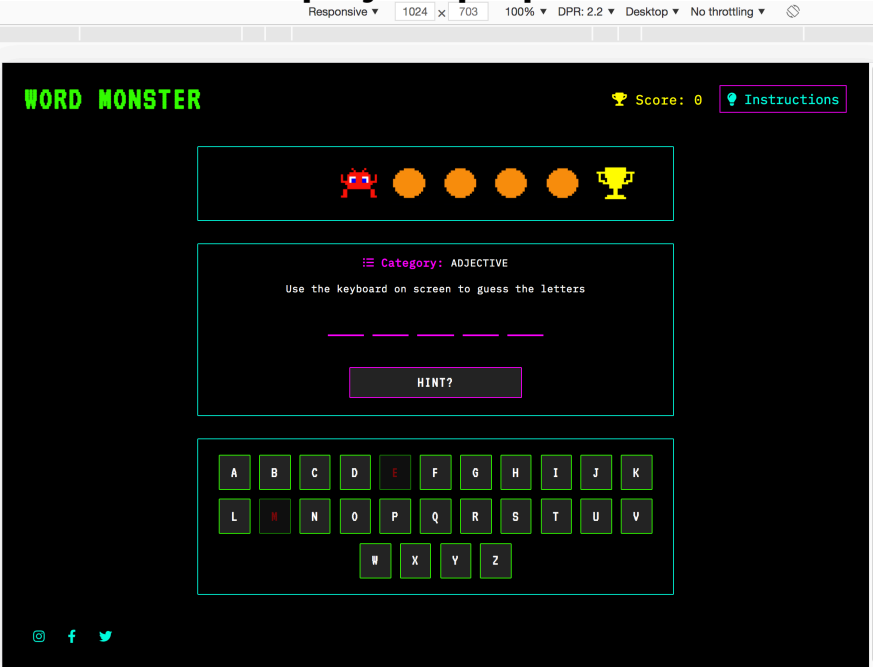 Responsive ▼ 1024 x 703 100% ▼ DPR: 2.2 ▼ Desktop ▼ No throttling ▼
WORD MONSTER
Score: 0 Instructions
Category: ADJECTIVE
Use the keyboard on screen to guess the letters
HINT?
A B C D E F G H I J K
L M N O P Q R S T U V
W X Y Z